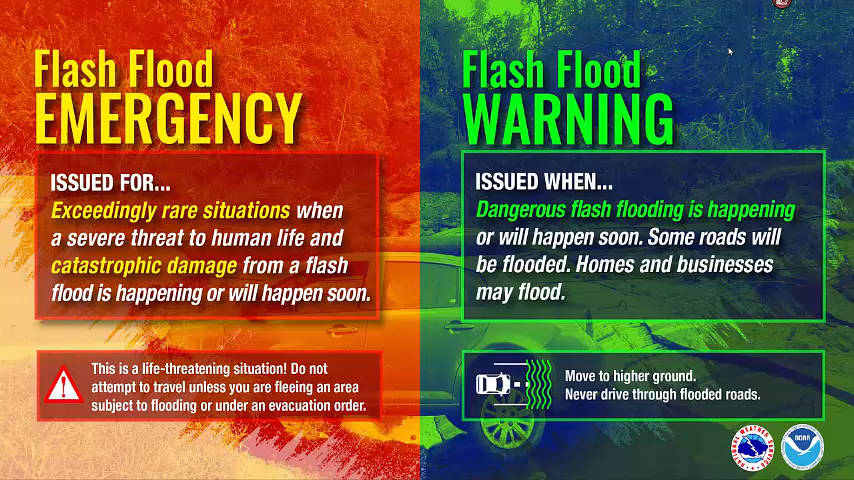 Flash Flood
EMERGENCY
ISSUED FOR...
Exceedingly rare situations when
a severe threat to human life and
catastrophic damage from a flash
flood is happening or will happen soon.
This is a life-threatening situation! Do not
attempt to travel unless you are fleeing an area
subject to flooding or under an evacuation order.
Flash Flood
WARNING
ISSUED WHEN...
Dangerous flash flooding is happening
or will happen soon. Some roads will
be flooded. Homes and businesses
may flood.
Move to higher ground.
Never drive through flooded roads.
NATIONAL WEATHER SERVICE
NOAA